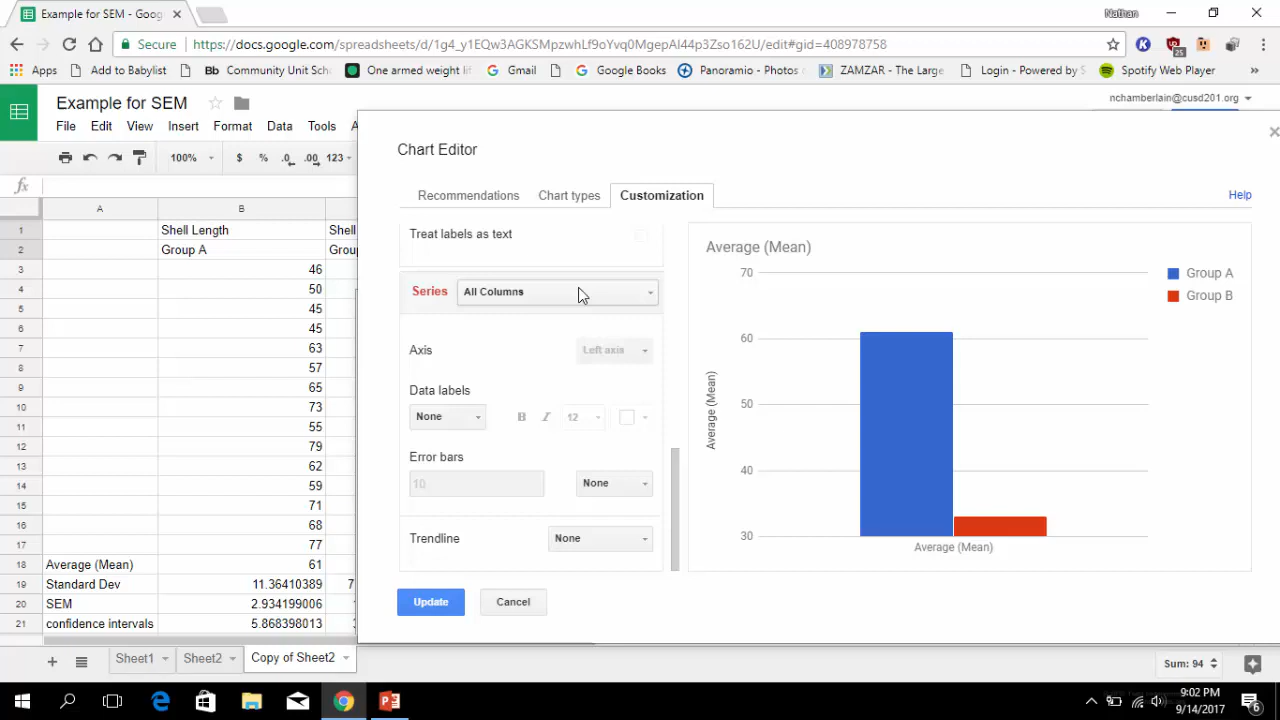 Example for SEM - Goog
Nathan
Secure
https://docs.google.com/spreadsheets/d/1g4_y1EQw3AGKSMpzwhLf9oYvq0MgepAI44p3Zso162U/edit#gid=408978758
25
Apps
Add to Babylist
Bb Community Unit Scho
One armed weight lif
Gmail
Google Books
Panoramio - Photos o
ZAMZAR - The Large
Login - Powered by S
Spotify Web Player
Example for SEM
nchamberlain@cusd201.org
File Edit View Insert Format Data Tools A
100% $ % .0 .00 123
fx
Chart Editor
Recommendations
Chart types
Customization
Help
A B
1 Shell Length Shell
2 Group A Group
3 46
4 50
5 45
6 45
7 63
8 57
9 65
10 73
11 55
12 79
13 62
14 59
15 71
16 68
17 77
18 Average (Mean) 61
19 Standard Dev 11.36410389 7
20 SEM 2.934199006
21 confidence intervals 5.868398013
Treat labels as text
Series All Columns
Axis Left axis
Data labels
None B I 12
Error bars
10 None
Trendline None
Update
Cancel
Average (Mean)
70
60
50
40
30
Average (Mean)
Average (Mean)
Group A
Group B
Sheet1
Sheet2
Copy of Sheet2
Sum: 94
9:02 PM
9/14/2017
6